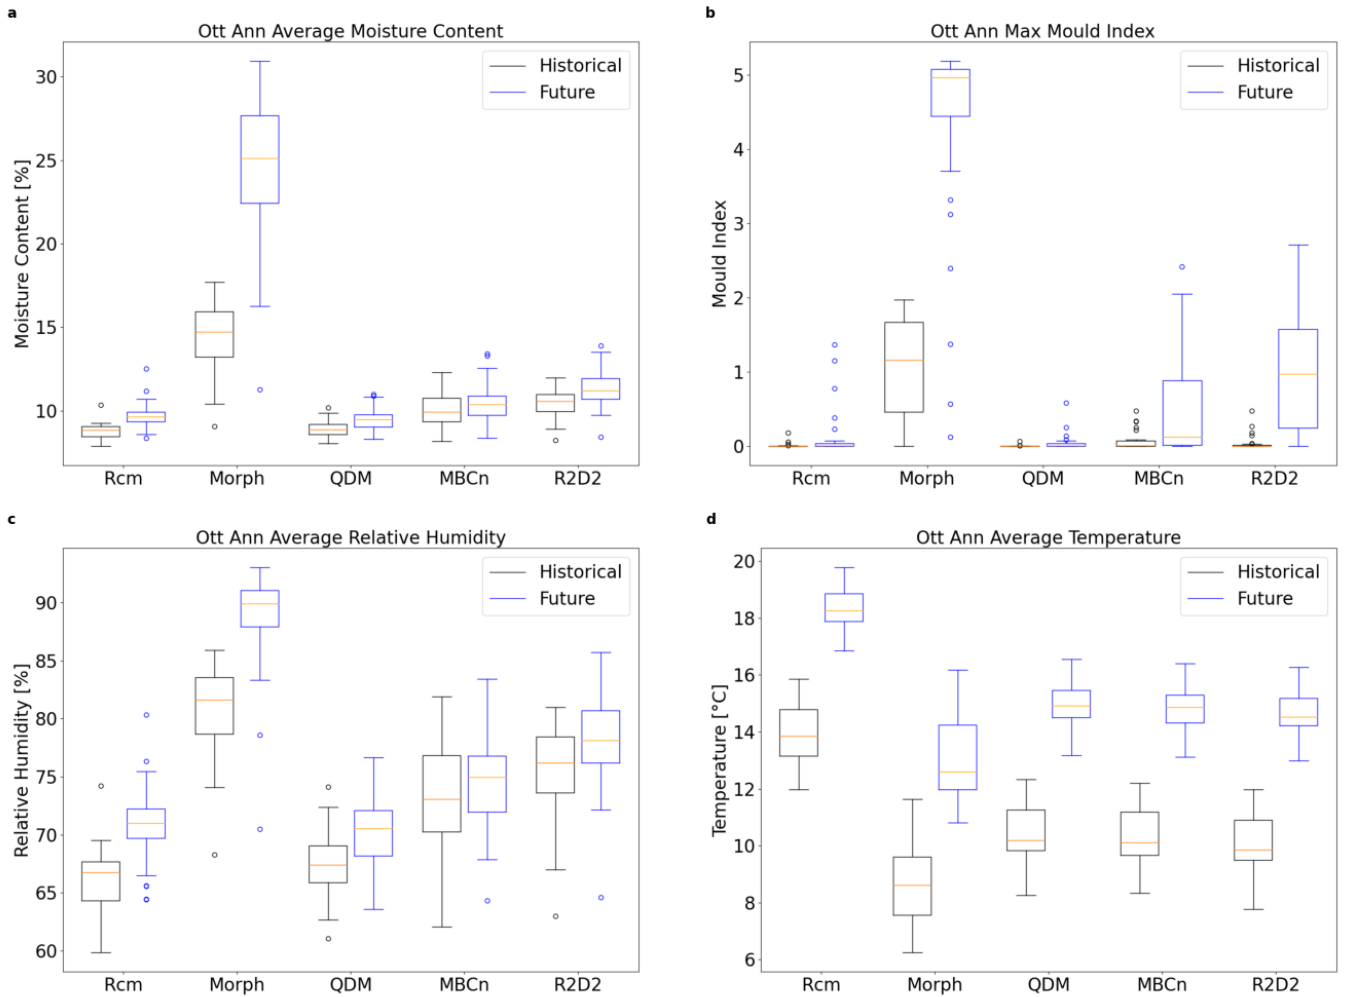 a
Ott Ann Average Moisture Content
Moisture Content [%]
30
25
20
15
10
Historical
Future
Rcm Morph QDM MBCn R2D2
b
Ott Ann Max Mould Index
Mould Index
5
4
3
2
1
0
Historical
Future
Rcm Morph QDM MBCn R2D2
c
Ott Ann Average Relative Humidity
Relative Humidity [%]
90
85
80
75
70
65
60
Historical
Future
Rcm Morph QDM MBCn R2D2
d
Ott Ann Average Temperature
Temperature [°C]
20
18
16
14
12
10
8
6
Historical
Future
Rcm Morph QDM MBCn R2D2